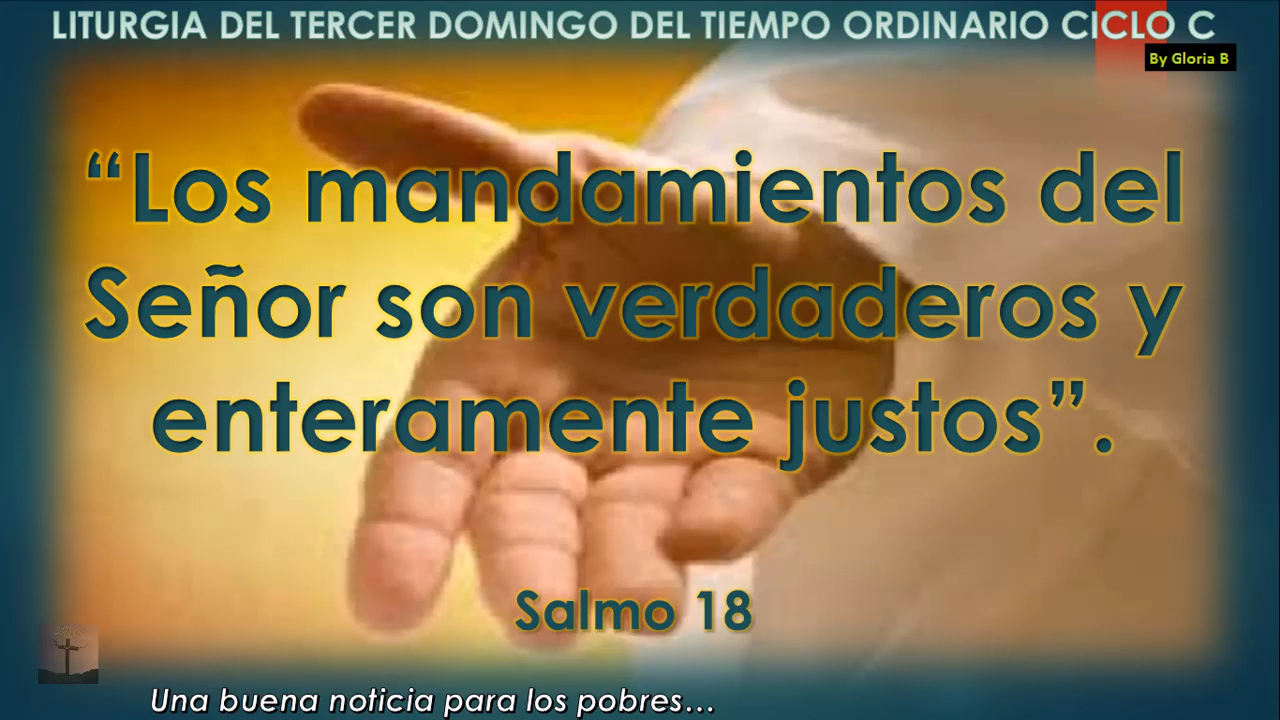 LITURGIA DEL TERCER DOMINGO DEL TIEMPO ORDINARIO CICLO C
By Gloria B
“Los mandamientos del
Señor son verdaderos y
enteramente justos”.
Salmo 18
Una buena noticia para los pobres...